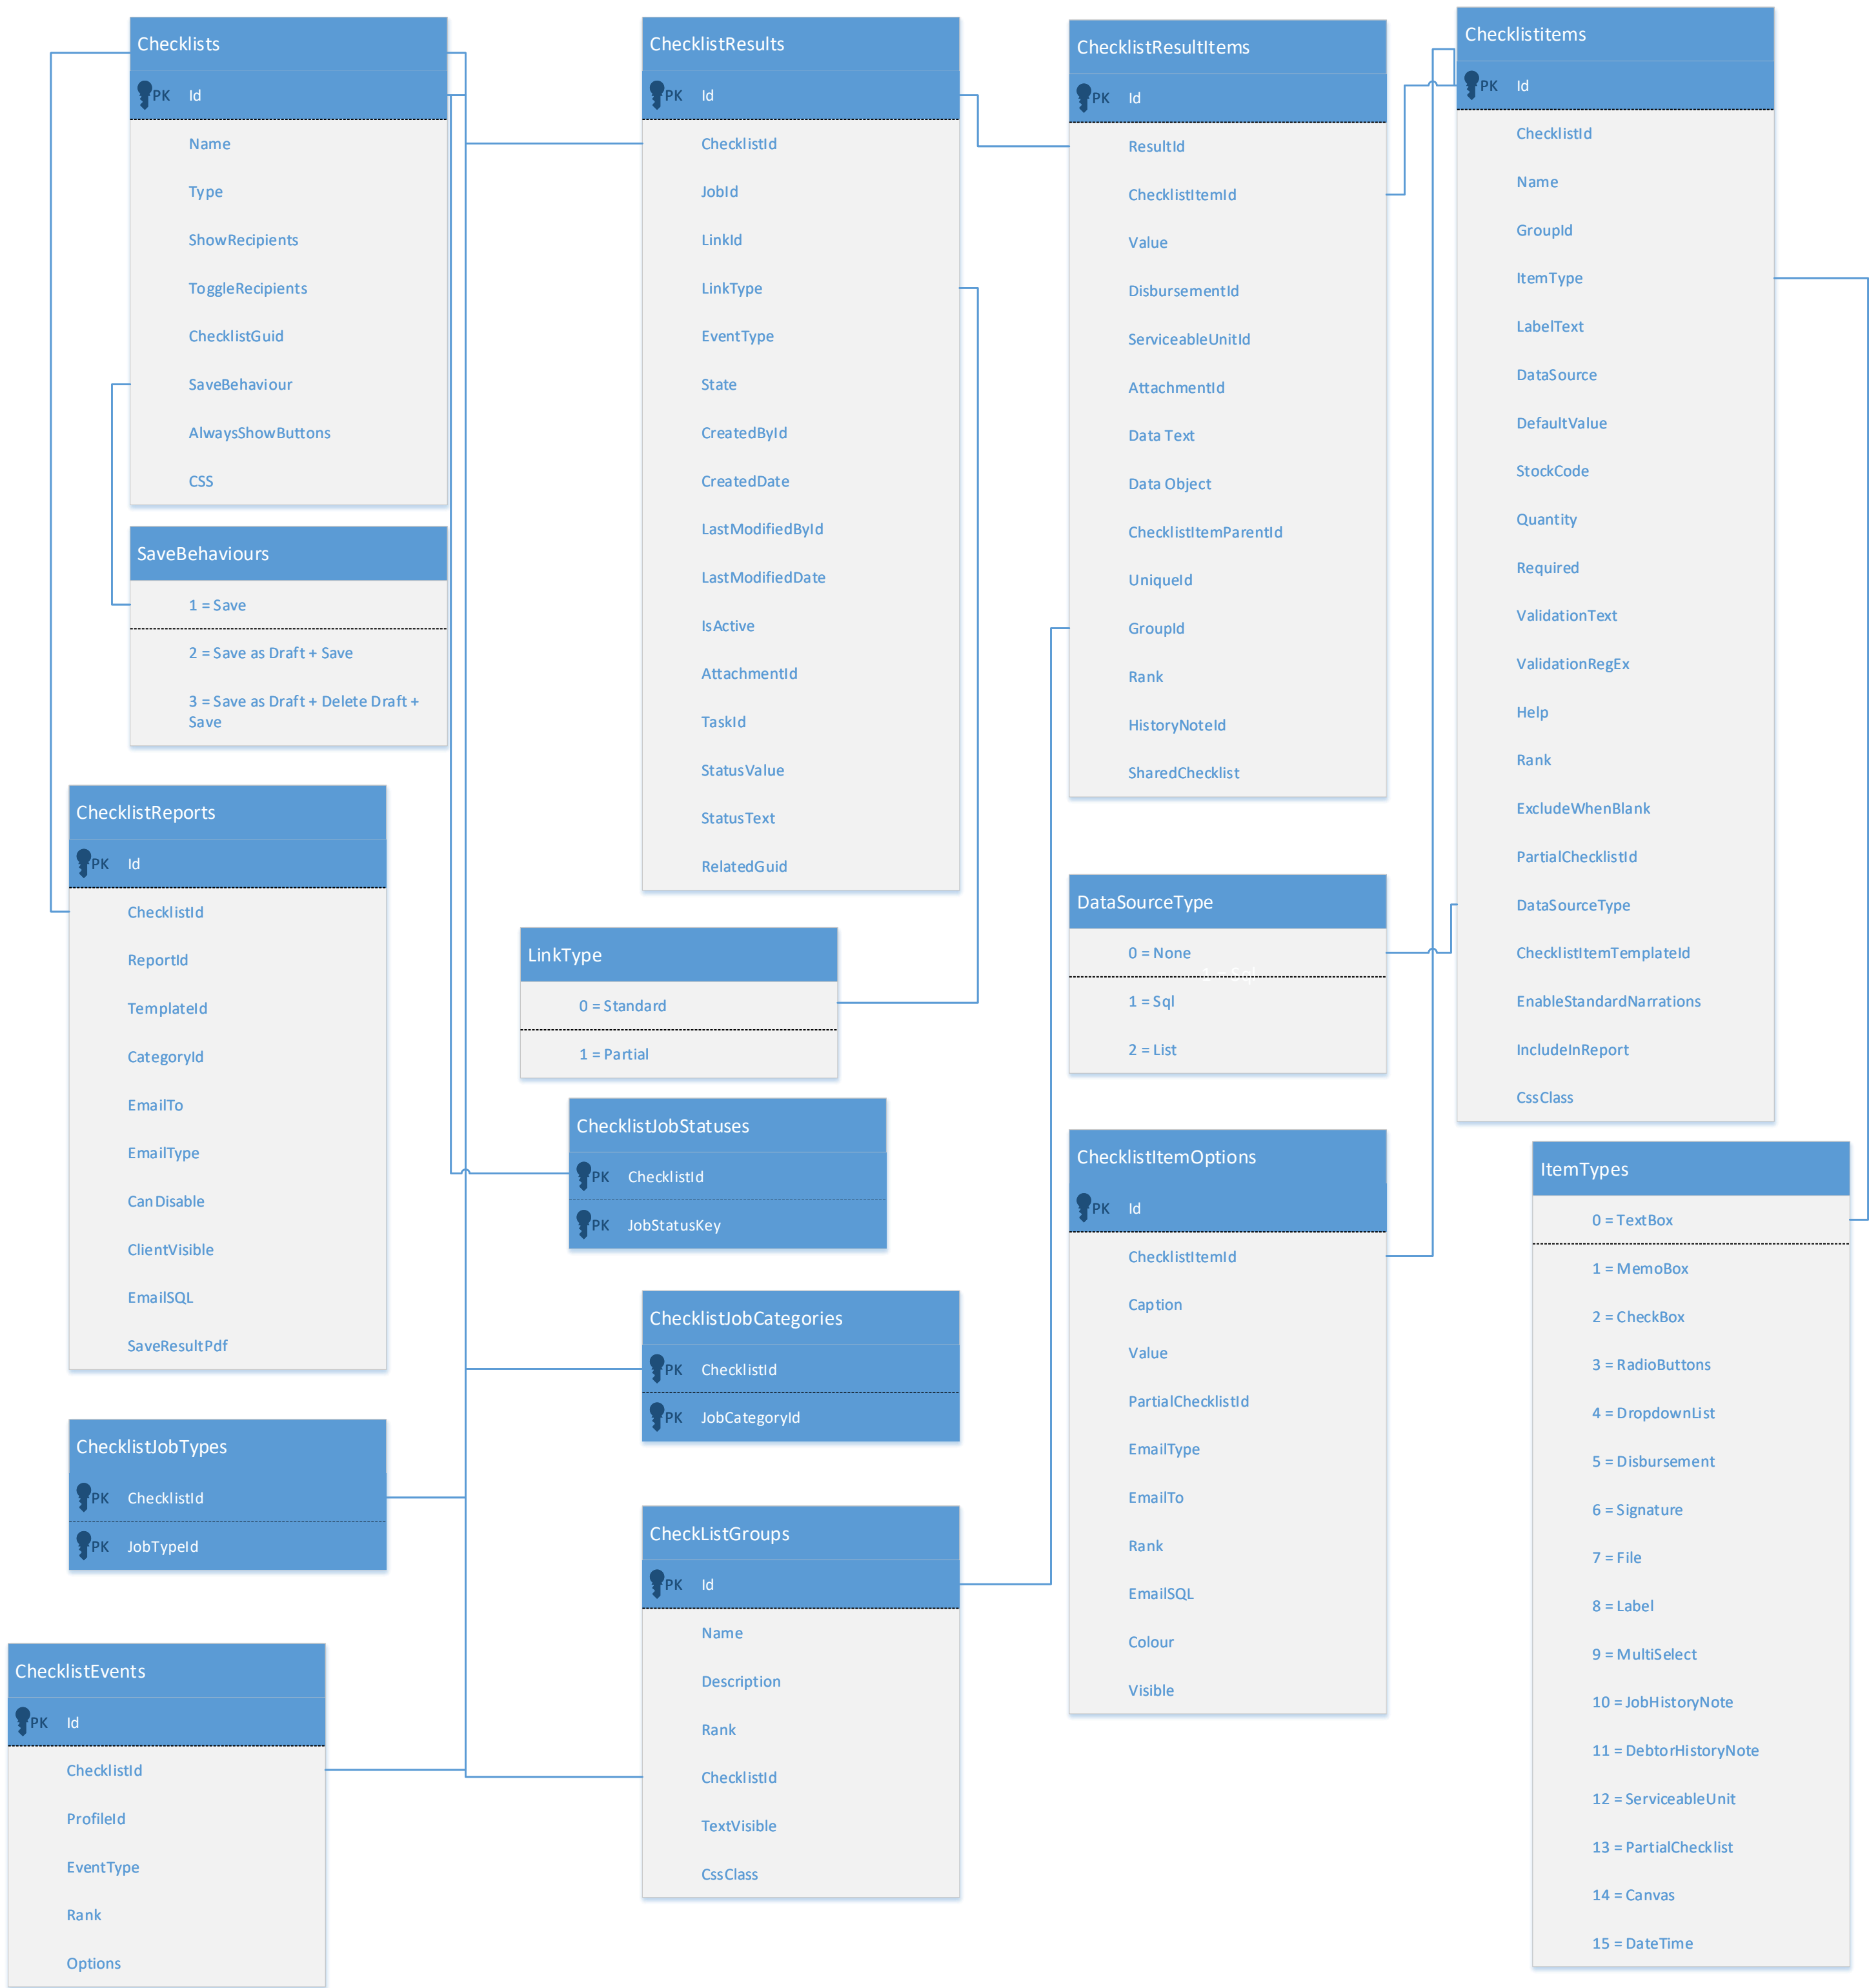 Checklists
PK Id
Name
Type
ShowRecipients
ToggleRecipients
ChecklistGuid
SaveBehaviour
AlwaysShowButtons
CSS
SaveBehaviours
1 = Save
2 = Save as Draft + Save
3 = Save as Draft + Delete Draft +
Save
ChecklistReports
PK Id
ChecklistId
ReportId
TemplateId
CategoryId
EmailTo
EmailType
CanDisable
ClientVisible
EmailSQL
SaveResultPdf
ChecklistJobTypes
PK ChecklistId
PK JobTypeId
ChecklistEvents
PK Id
ChecklistId
ProfileId
EventType
Rank
Options
ChecklistResults
PK Id
ChecklistId
JobId
LinkId
LinkType
EventType
State
CreatedById
CreatedDate
LastModifiedById
LastModifiedDate
IsActive
AttachmentId
TaskId
StatusValue
StatusText
RelatedGuid
LinkType
0 = Standard
1 = Partial
ChecklistJobStatuses
PK ChecklistId
PK JobStatusKey
ChecklistJobCategories
PK ChecklistId
PK JobCategoryId
CheckListGroups
PK Id
Name
Description
Rank
ChecklistId
TextVisible
CssClass
ChecklistResultItems
PK Id
ResultId
ChecklistItemId
Value
DisbursementId
ServiceableUnitId
AttachmentId
Data Text
Data Object
ChecklistItemParentId
UniqueId
GroupId
Rank
HistoryNoteId
SharedChecklist
DataSourceType
0 = None
1 = Sql
2 = List
ChecklistItemOptions
PK Id
ChecklistItemId
Caption
Value
PartialChecklistId
EmailType
EmailTo
Rank
EmailSQL
Colour
Visible
Checklistitems
PK Id
ChecklistId
Name
GroupId
ItemType
LabelText
DataSource
DefaultValue
StockCode
Quantity
Required
ValidationText
ValidationRegEx
Help
Rank
ExcludeWhenBlank
PartialChecklistId
DataSourceType
ChecklistItemTemplateId
EnableStandardNarrations
IncludeInReport
CssClass
ItemTypes
0 = TextBox
1 = MemoBox
2 = CheckBox
3 = RadioButtons
4 = DropdownList
5 = Disbursement
6 = Signature
7 = File
8 = Label
9 = MultiSelect
10 = JobHistoryNote
11 = DebtorHistoryNote
12 = ServiceableUnit
13 = PartialChecklist
14 = Canvas
15 = DateTime